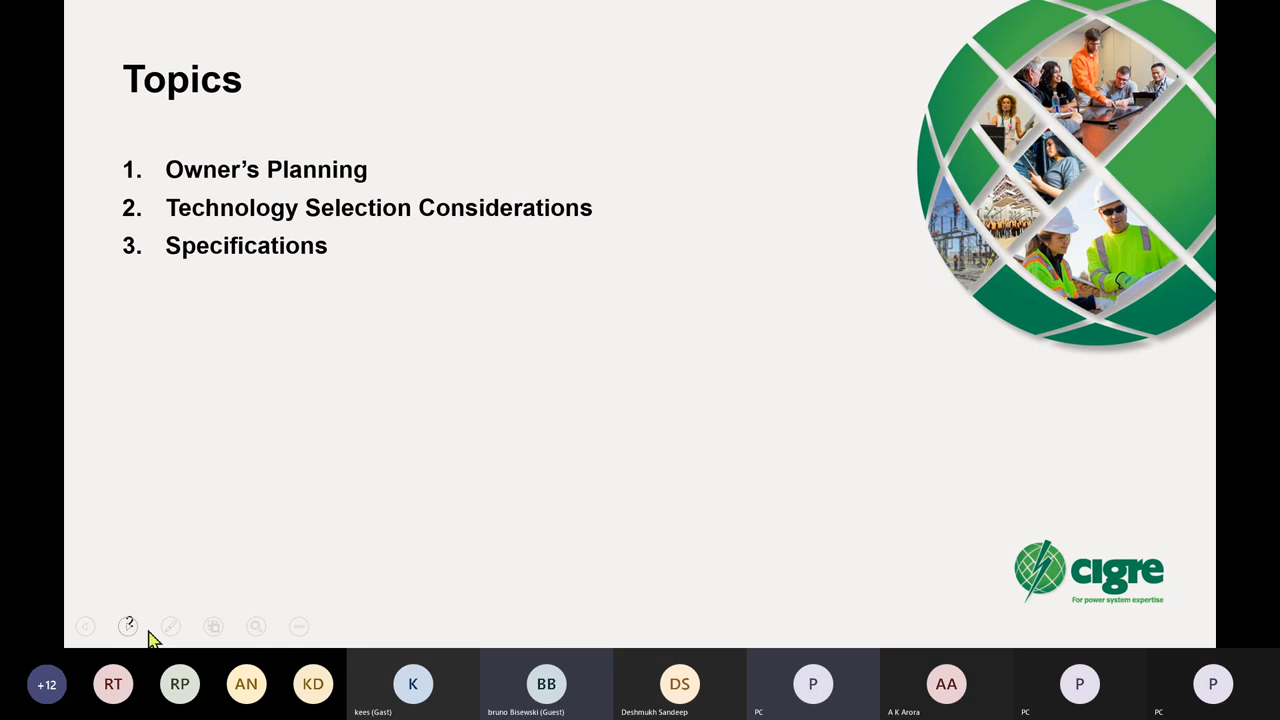 Topics
1. Owner’s Planning
2. Technology Selection Considerations
3. Specifications
cigre
For power system expertise
2
+12
RT
RP
AN
KD
K
BB
DS
P
AA
P
P
kees (Gast)
bruno Bisewski (Guest)
Deshmukh Sandeep
PC
A K Arora
PC
PC